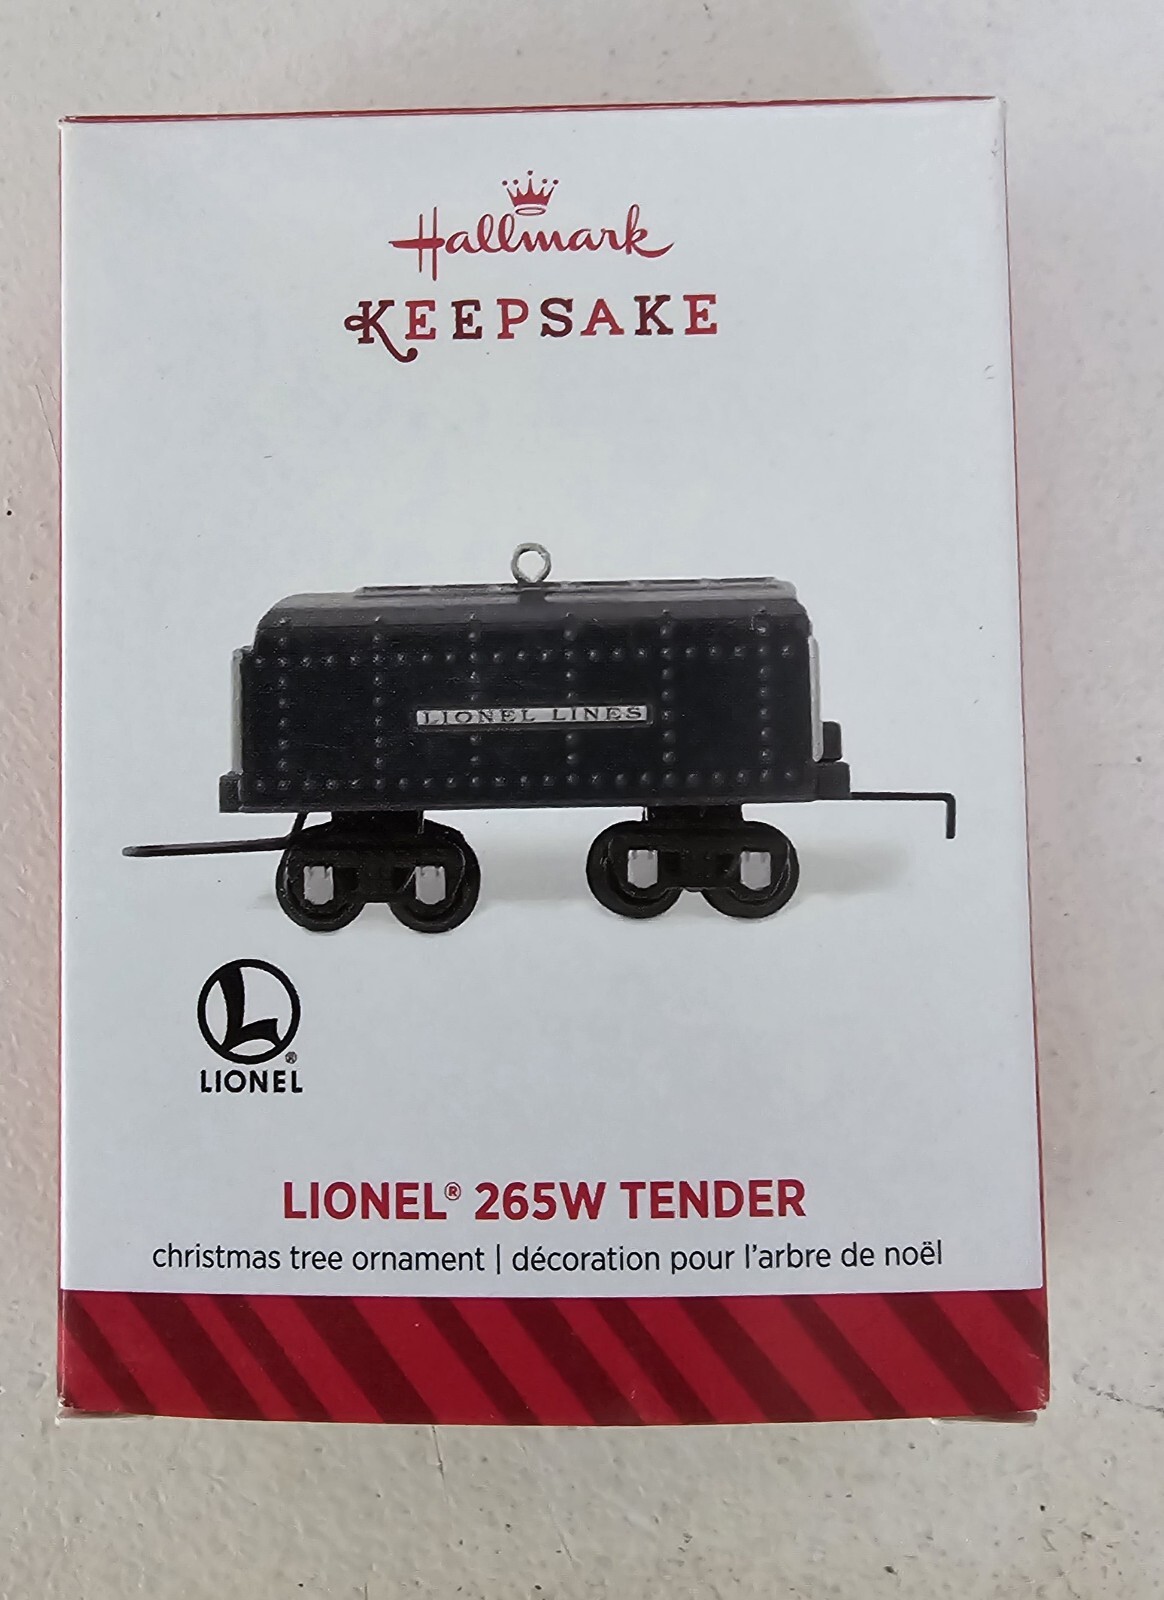 Hallmark
KEEPSAKE
LIONEL LINES
L
®
LIONEL
LIONEL® 265W TENDER
christmas tree ornament | décoration pour l'arbre de noël